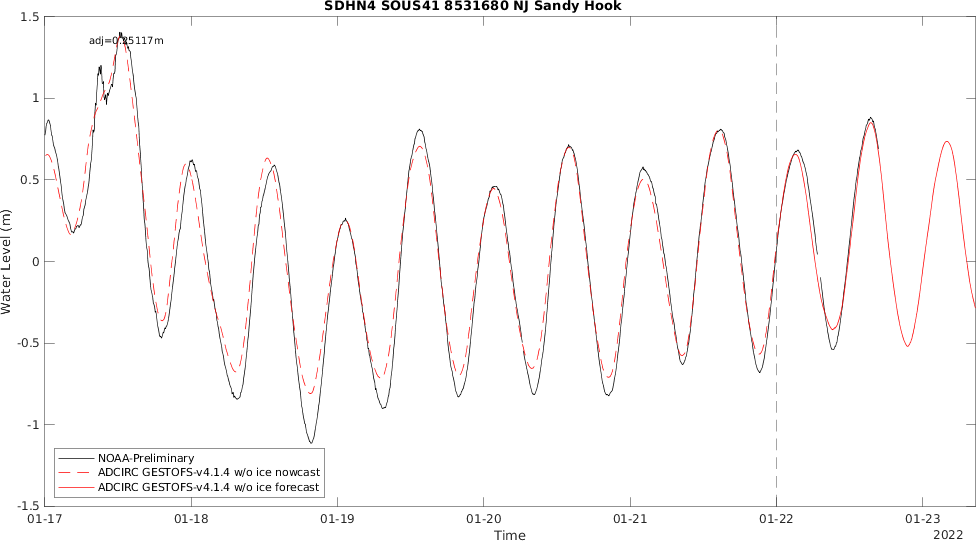 SDHN4 SOUS41 8531680 NJ Sandy Hook
1.5
adj=0.25117m
1
0.5
0
-0.5
-1
-1.5
Water Level (m)
NOAA-Preliminary
ADCIRC GESTOFS-v4.1.4 w/o ice nowcast
ADCIRC GESTOFS-v4.1.4 w/o ice forecast
01-17 01-18 01-19 01-20 01-21 01-22 01-23
Time
2022